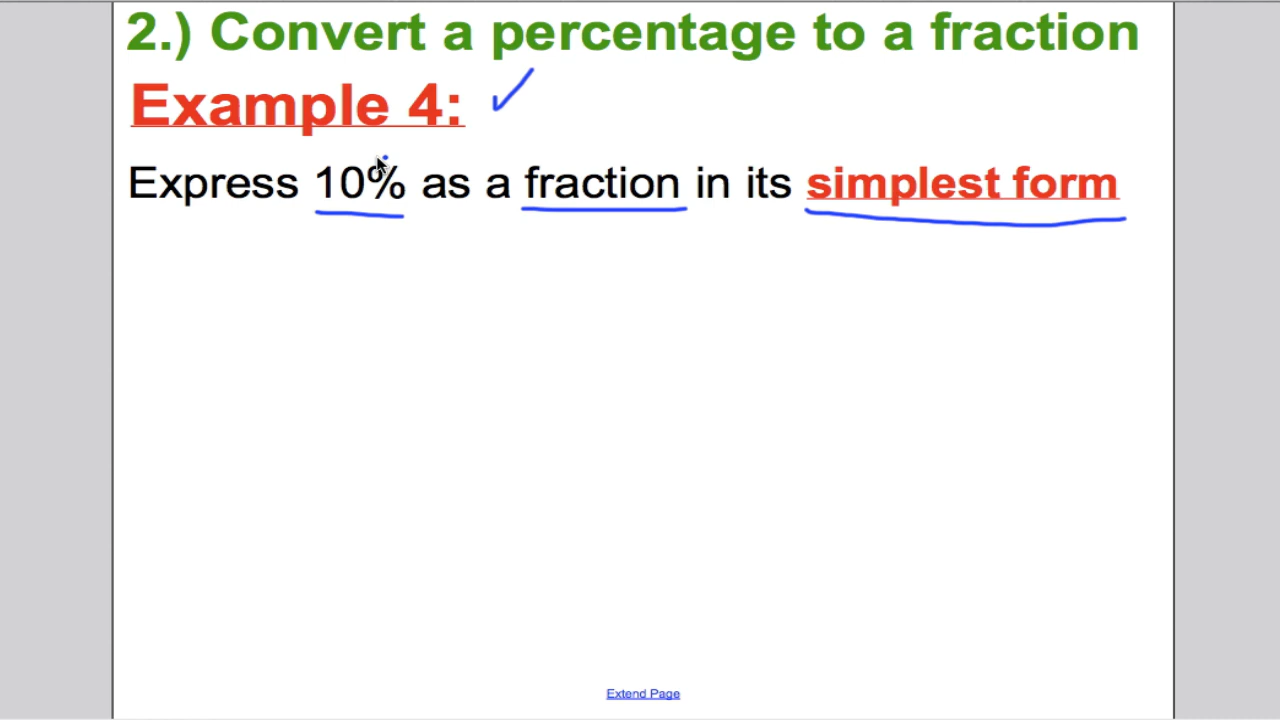 2.) Convert a percentage to a fraction
Example 4:
Express 10% as a fraction in its simplest form
Extend Page